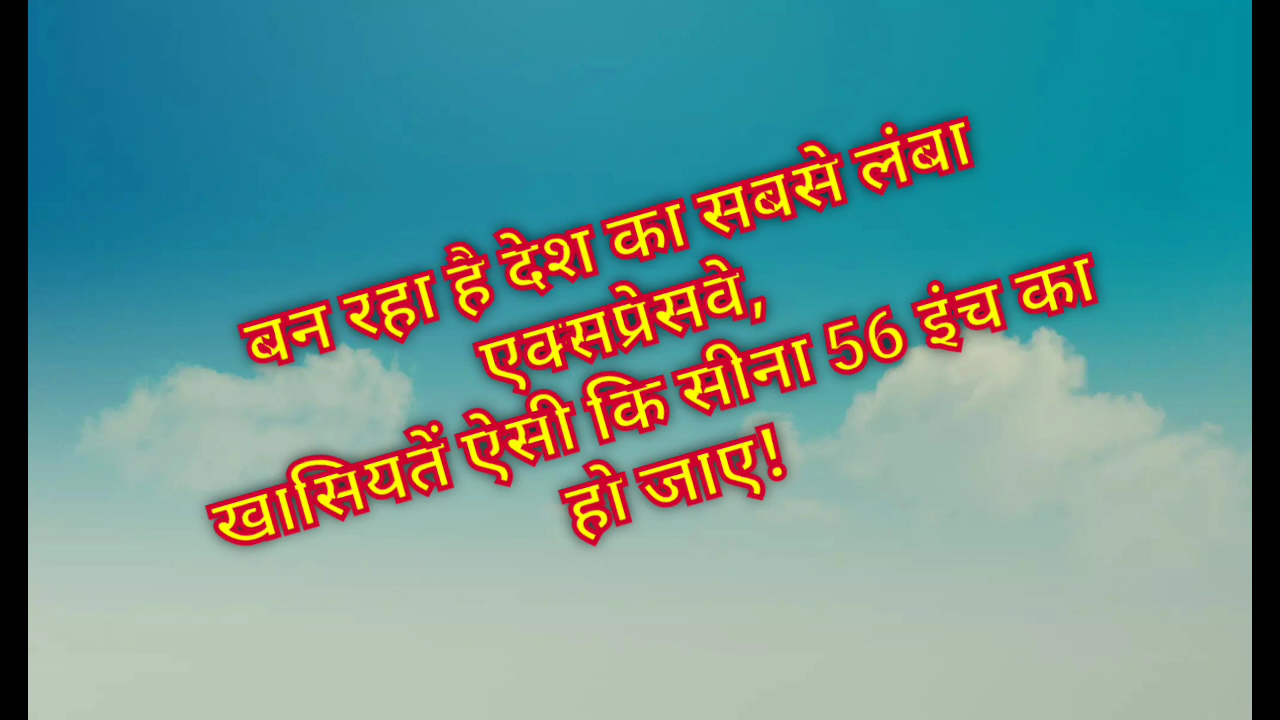 बन रहा है देश का सबसे लंबा
एक्सप्रेसवे,
खासियतें ऐसी कि सीना 56 इंच का
हो जाए!